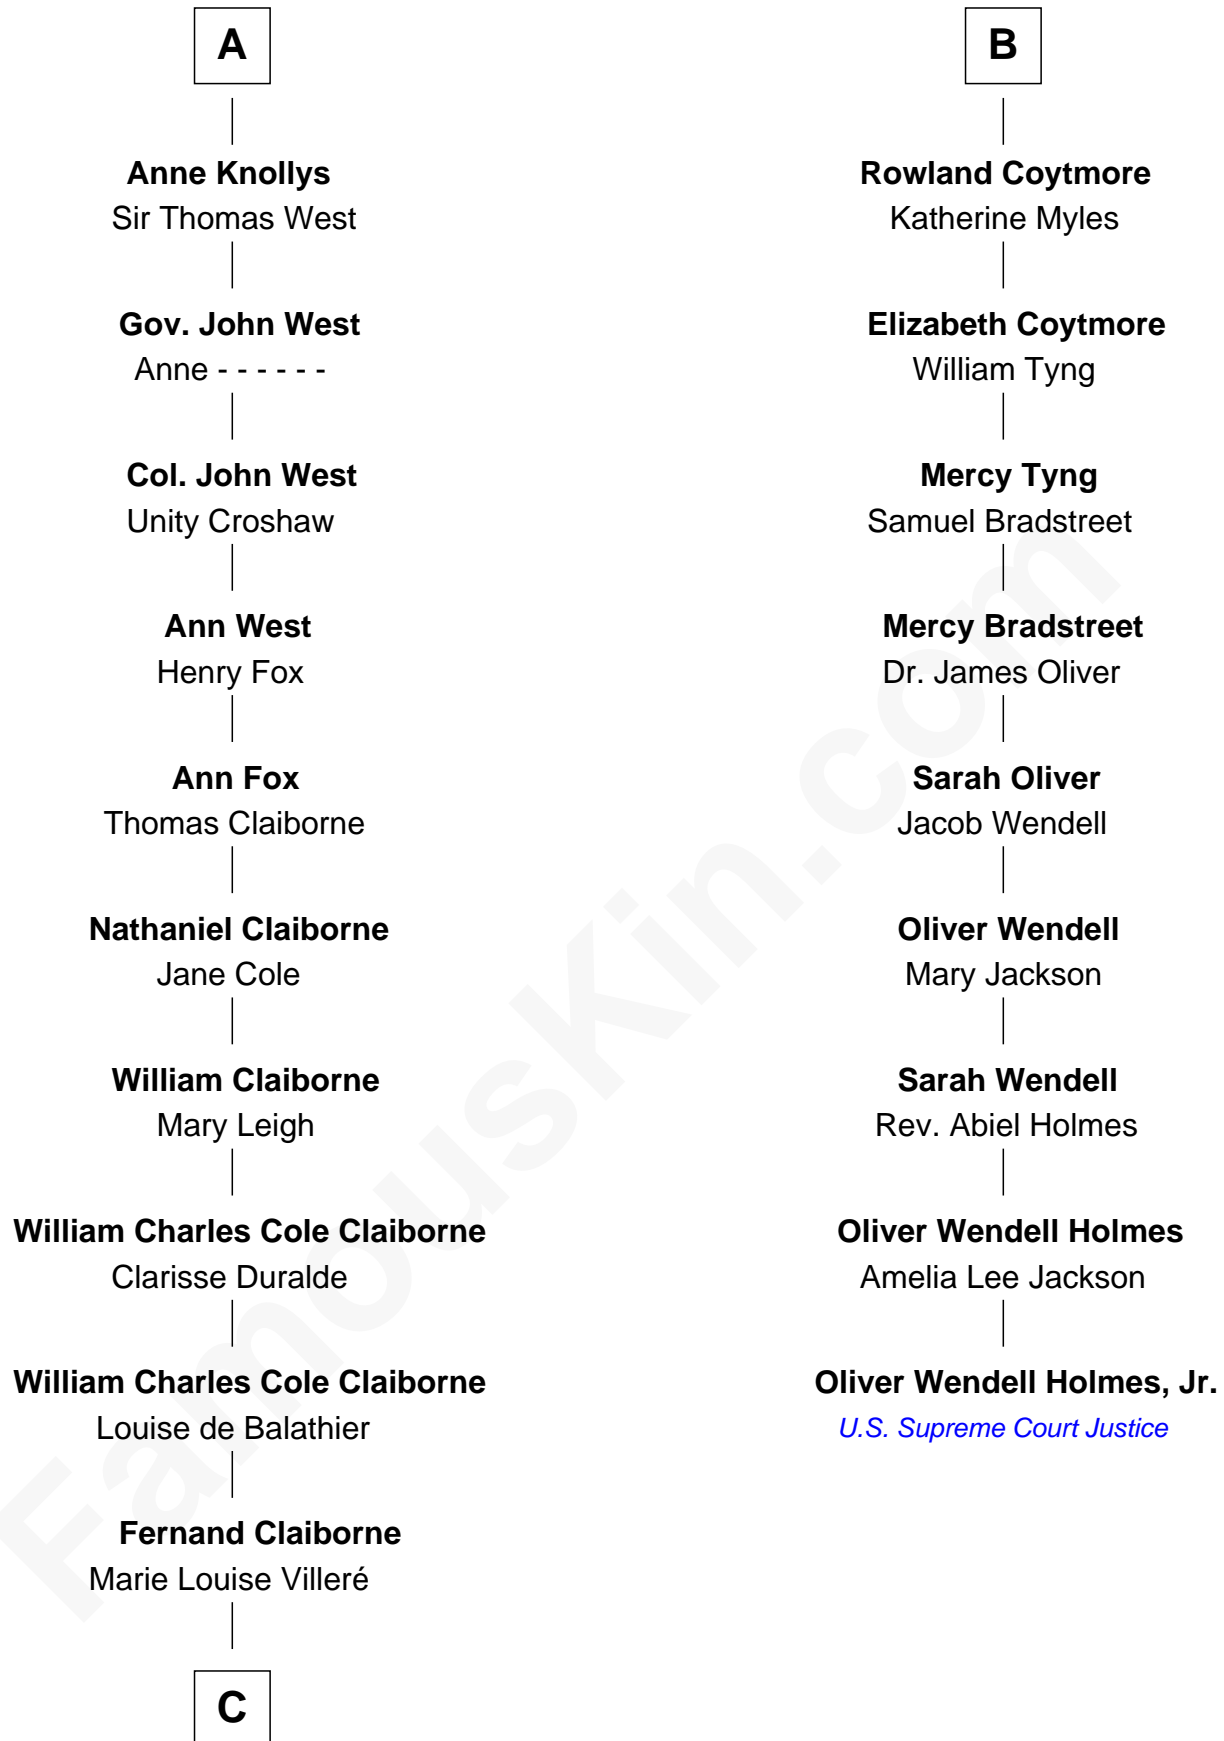 A
Anne Knollys
Sir Thomas West
Gov. John West
Anne - - - - - -
Col. John West
Unity Croshaw
Ann West
Henry Fox
Ann Fox
Thomas Claiborne
Nathaniel Claiborne
Jane Cole
William Claiborne
Mary Leigh
William Charles Cole Claiborne
Clarisse Duralde
William Charles Cole Claiborne
Louise de Balathier
Fernand Claiborne
Marie Louise Villeré
C
B
Rowland Coytmore
Katherine Myles
Elizabeth Coytmore
William Tyng
Mercy Tyng
Samuel Bradstreet
Mercy Bradstreet
Dr. James Oliver
Sarah Oliver
Jacob Wendell
Oliver Wendell
Mary Jackson
Sarah Wendell
Rev. Abiel Holmes
Oliver Wendell Holmes
Amelia Lee Jackson
Oliver Wendell Holmes, Jr.
U.S. Supreme Court Justice
FamousKin.com